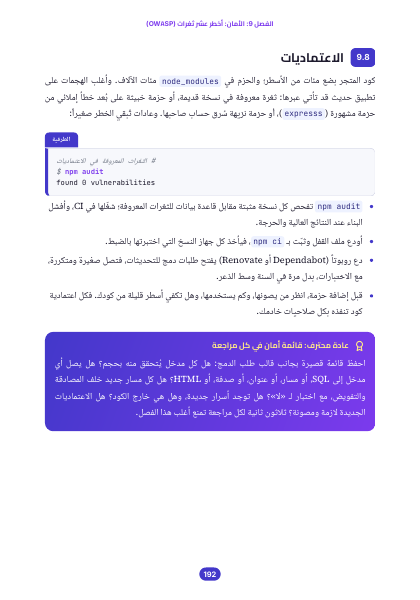 الفصل 9: الأمان: أخطر عشر ثغرات (OWASP)
9.8 الاعتماديات
كود المتجر بضع مئات من الأسطر؛ والحزم في node_modules مئات الآلاف. وأغلب الهجمات على
تطبيق حديث قد تأتي عبرها: ثغرة معروفة في نسخة قديمة، أو حزمة خبيثة على بُعد خطأ إملائي من
حزمة مشهورة (expresss)، أو حزمة نزيهة سُرق حساب صاحبها. وعادات تُبقي الخطر صغيرًا:
الطرفية
# الثغرات المعروفة في الاعتماديات
$ npm audit
found 0 vulnerabilities
• npm audit تفحص كل نسخة مثبتة مقابل قاعدة بيانات للثغرات المعروفة؛ شغّلها في CI، وأفشل
البناء عند النتائج العالية والحرجة.
• أودع ملف القفل وثبّت بـ npm ci، فيأخذ كل جهاز النسخ التي اختبرتها بالضبط.
• دع روبوتاً (Dependabot أو Renovate) يفتح طلبات دمج للتحديثات، فتصل صغيرة ومتكررة،
مع الاختبارات، بدل مرة في السنة وسط الذعر.
• قبل إضافة حزمة، انظر من يصونها، وكم يستخدمها، وهل تكفي أسطر قليلة من كودك. فكل اعتمادية
كود تنفذه بكل صلاحيات خادمك.
عادة محترف: قائمة أمان في كل مراجعة
احفظ قائمة قصيرة بجانب قالب طلب الدمج: هل كل مدخل يُتحقق منه بحجم؟ هل يصل أي
مدخل إلى SQL، أو مسار، أو عنوان، أو صدفة، أو HTML؟ هل كل مسار جديد خلف المصادقة
والتفويض، مع اختبار لـ «لا»؟ هل توجد أسرار جديدة، وهل هي خارج الكود؟ هل الاعتماديات
الجديدة لازمة ومصونة؟ ثلاثون ثانية لكل مراجعة تمنع أغلب هذا الفصل.
192